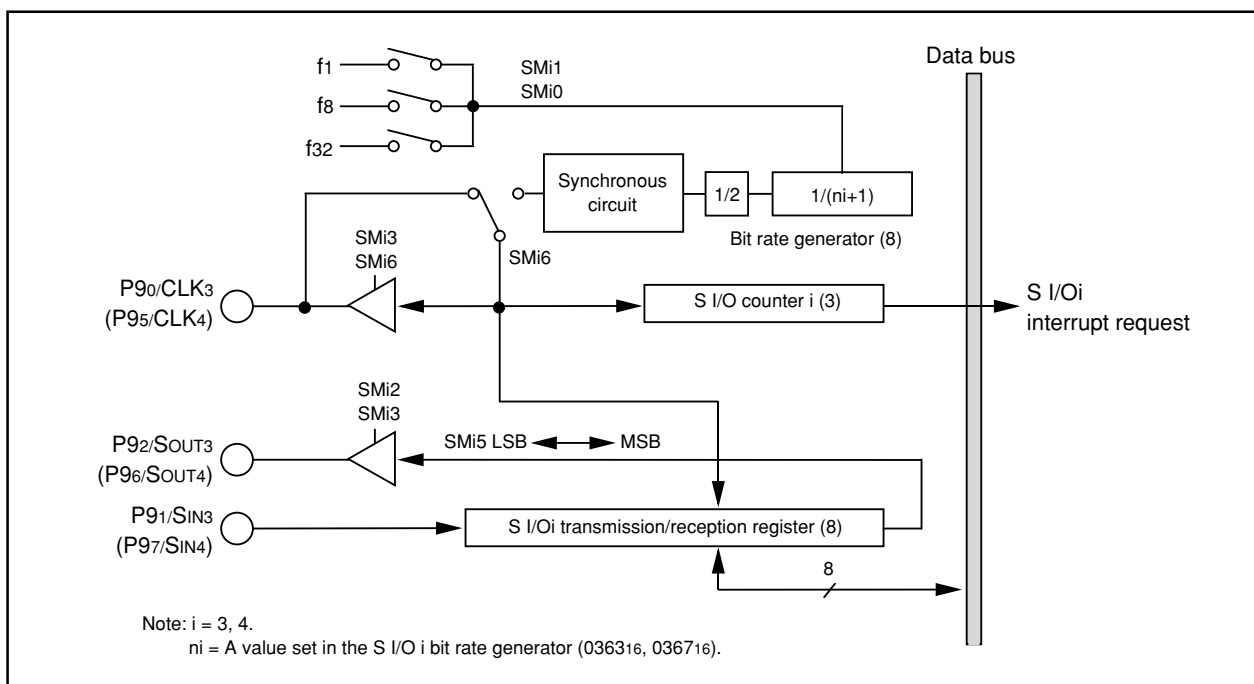 Data bus
f1
SMi1
SMi0
f8
f32
Synchronous
circuit
1/2
1/(ni+1)
Bit rate generator (8)
SMi6
SMi3
SMi6
P90/CLK3
(P95/CLK4)
S I/O counter i (3)
S I/Oi
interrupt request
SMi2
SMi3
SMi5 LSB
MSB
P92/SOUT3
(P96/SOUT4)
P91/SIN3
(P97/SIN4)
S I/Oi transmission/reception register (8)
8
Note: i = 3, 4.
ni = A value set in the S I/O i bit rate generator (036316, 036716).